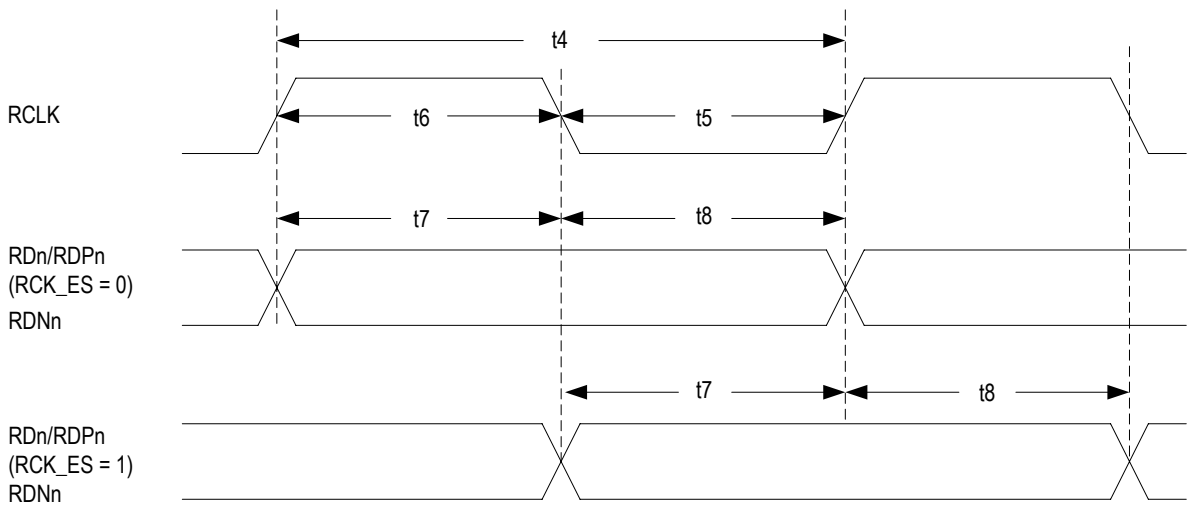 t4
RCLK
t6
t5
t7
t8
RDn/RDPn
(RCK_ES = 0)
RDNn
t7
t8
RDn/RDPn
(RCK_ES = 1)
RDNn